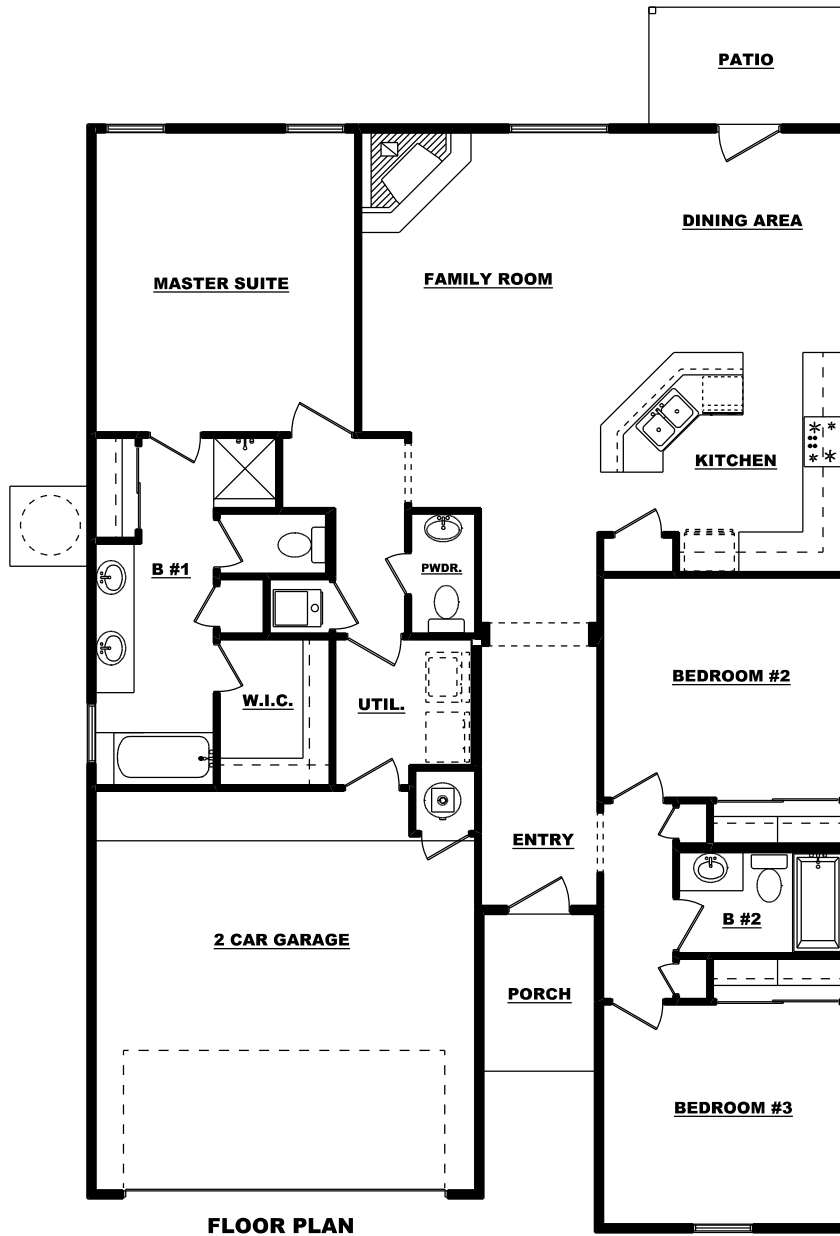 PATIO
DINING AREA
FAMILY ROOM
MASTER SUITE
KITCHEN
B #1
PWDR.
BEDROOM #2
W.I.C.
UTIL.
ENTRY
B #2
2 CAR GARAGE
PORCH
BEDROOM #3
FLOOR PLAN